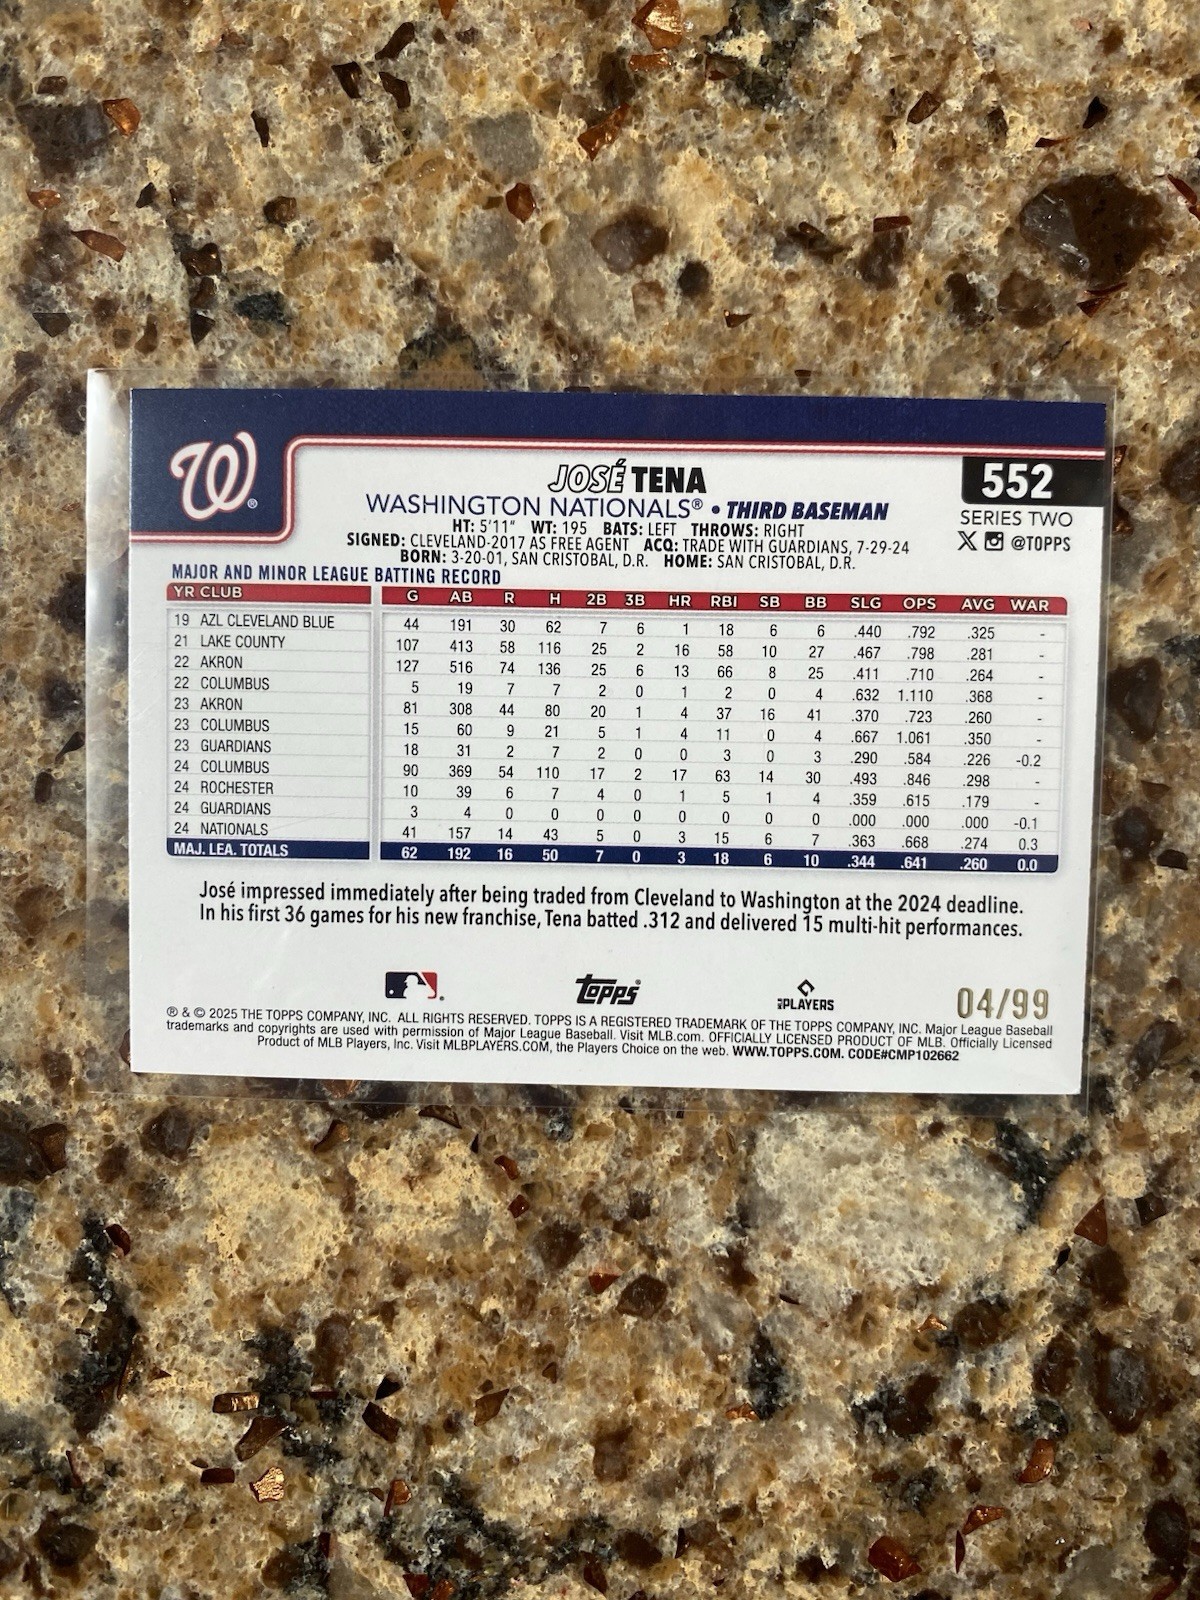 W®
JOSÉ TENA
552
WASHINGTON NATIONALS® • THIRD BASEMAN
SERIES TWO
HT: 5'11" WT: 195 BATS: LEFT THROWS: RIGHT
SIGNED: CLEVELAND-2017 AS FREE AGENT ACQ: TRADE WITH GUARDIANS, 7-29-24
X @TOPPS
BORN: 3-20-01, SAN CRISTOBAL, D.R. HOME: SAN CRISTOBAL, D.R.
MAJOR AND MINOR LEAGUE BATTING RECORD
YR CLUB G AB R H 2B 3B HR RBI SB BB SLG OPS AVG WAR
19 AZL CLEVELAND BLUE 44 191 30 62 7 6 1 18 6 6 .440 .792 .325 -
21 LAKE COUNTY 107 413 58 116 25 2 16 58 10 27 .467 .798 .281 -
22 AKRON 127 516 74 136 25 6 13 66 8 25 .411 .710 .264 -
22 COLUMBUS 5 19 7 7 2 0 1 2 0 4 .632 1.110 .368 -
23 AKRON 81 308 44 80 20 1 4 37 16 41 .370 .723 .260 -
23 COLUMBUS 15 60 9 21 5 1 4 11 0 4 .667 1.061 .350 -
23 GUARDIANS 18 31 2 7 2 0 0 3 0 3 .290 .584 .226 -0.2
24 COLUMBUS 90 369 54 110 17 2 17 63 14 30 .493 .846 .298 -
24 ROCHESTER 10 39 6 7 4 0 1 5 1 4 .359 .615 .179 -
24 GUARDIANS 3 4 0 0 0 0 0 0 0 0 .000 .000 .000 -0.1
24 NATIONALS 41 157 14 43 5 0 3 15 6 7 .363 .668 .274 0.3
MAJ. LEA. TOTALS 62 192 16 50 7 0 3 18 6 10 .344 .641 .260 0.0
José impressed immediately after being traded from Cleveland to Washington at the 2024 deadline.
In his first 36 games for his new franchise, Tena batted .312 and delivered 15 multi-hit performances.
topps®
PLAYERS
04/99
® & © 2025 THE TOPPS COMPANY, INC. ALL RIGHTS RESERVED. TOPPS IS A REGISTERED TRADEMARK OF THE TOPPS COMPANY, INC. Major League Baseball
trademarks and copyrights are used with permission of Major League Baseball. Visit MLB.com. OFFICIALLY LICENSED PRODUCT OF MLB. Officially Licensed
Product of MLB Players, Inc. Visit MLBPLAYERS.COM, the Players Choice on the web. WWW.TOPPS.COM. CODE#CMP102662